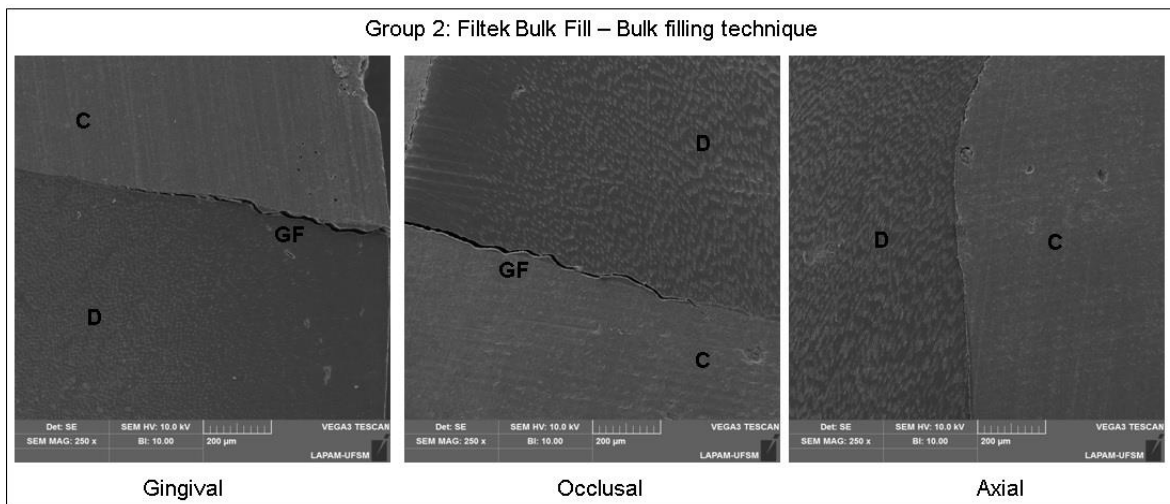 Group 2: Filtek Bulk Fill – Bulk filling technique
C
GF
D
Det: SE SEM HV: 10.0 kV VEGA3 TESCAN
SEM MAG: 250 x BI: 10.00 200 µm
LAPAM-UFSM
D
GF
C
Det: SE SEM HV: 10.0 kV VEGA3 TESCAN
SEM MAG: 250 x BI: 10.00 200 µm
LAPAM-UFSM
D
C
Det: SE SEM HV: 10.0 kV VEGA3 TESCAN
SEM MAG: 250 x BI: 10.00 200 µm
LAPAM-UFSM
Gingival
Occlusal
Axial